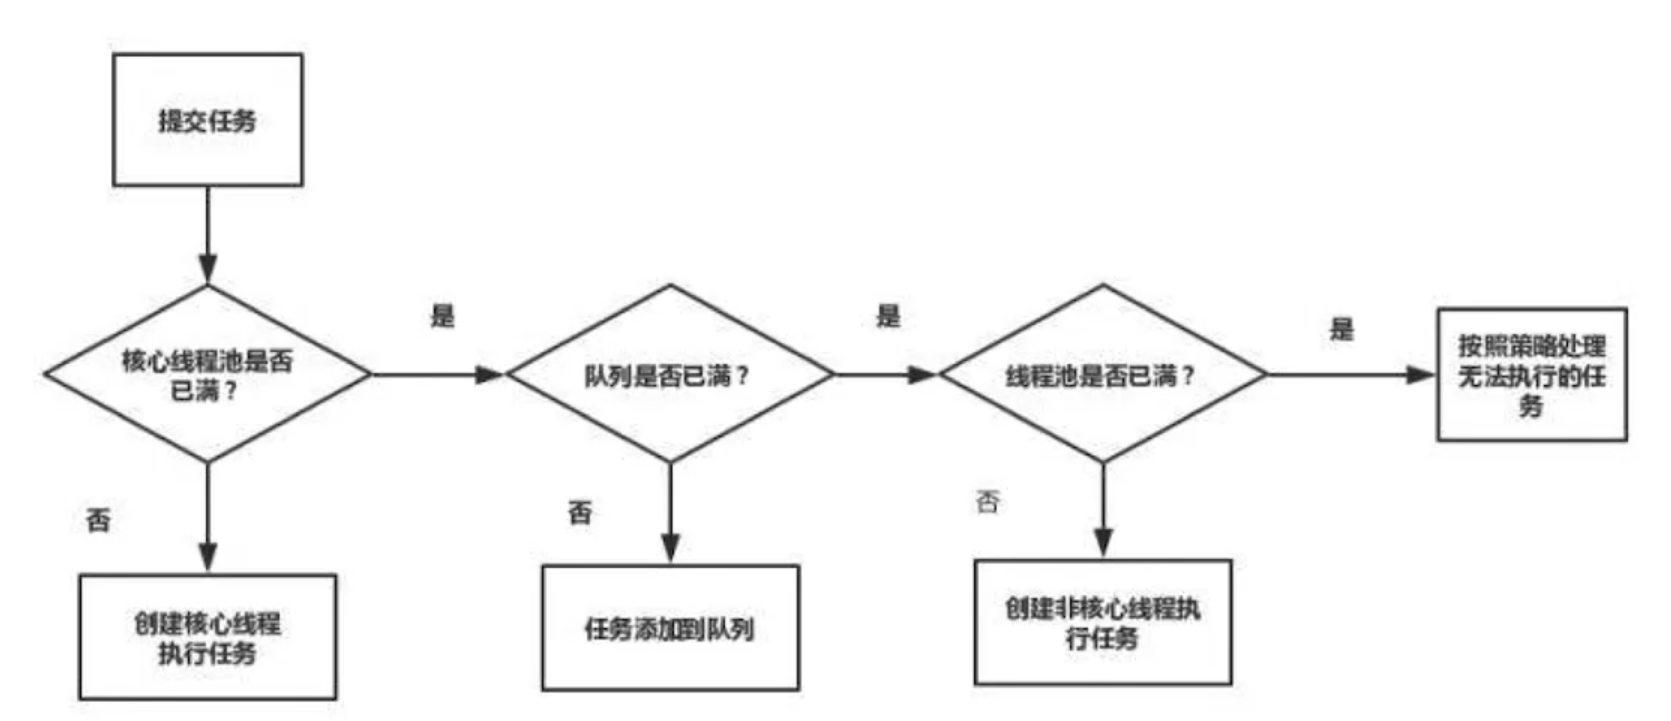 提交任务
核心线程池是否
已满？
是
队列是否已满？
是
线程池是否已满？
是
按照策略处理
无法执行的任
务
否
创建核心线程
执行任务
否
任务添加到队列
否
创建非核心线程执
行任务